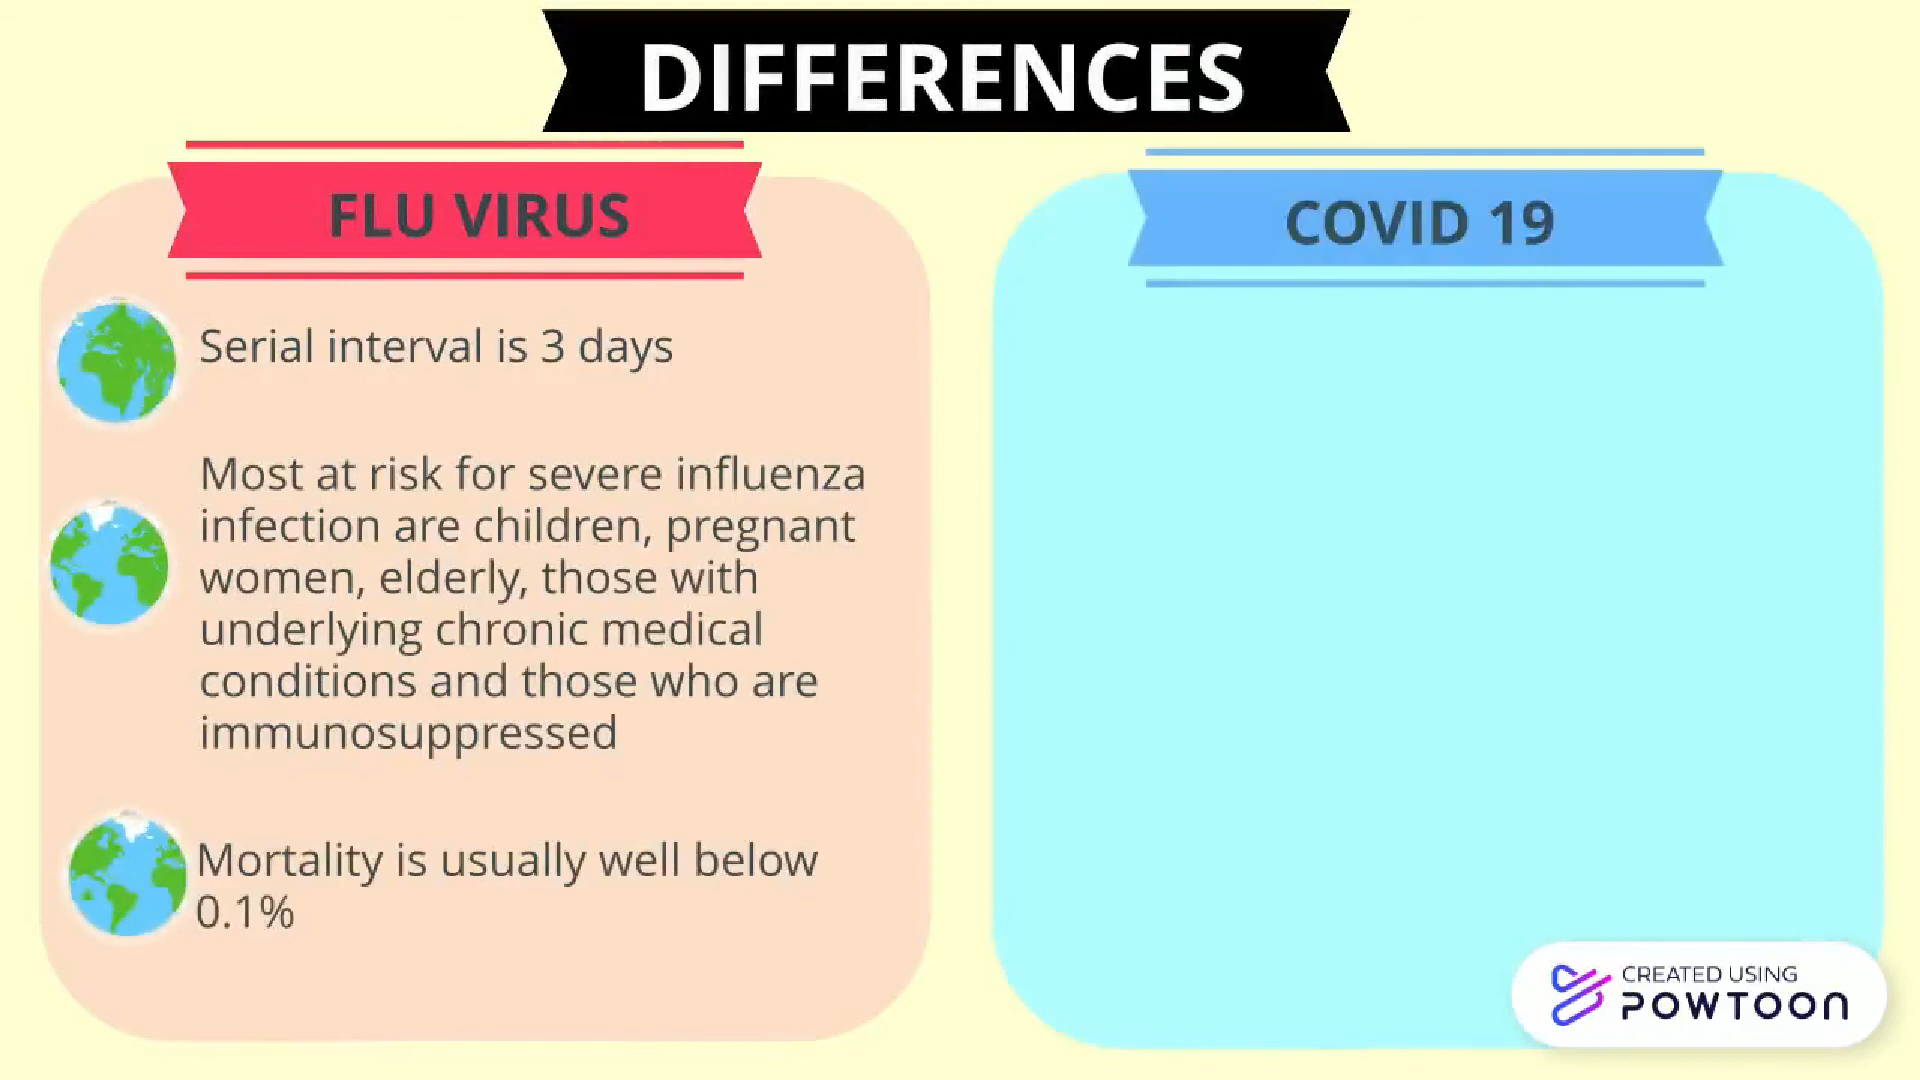 DIFFERENCES
FLU VIRUS
Serial interval is 3 days
Most at risk for severe influenza
infection are children, pregnant
women, elderly, those with
underlying chronic medical
conditions and those who are
immunosuppressed
Mortality is usually well below
0.1%
COVID 19
CREATED USING
POWTOON